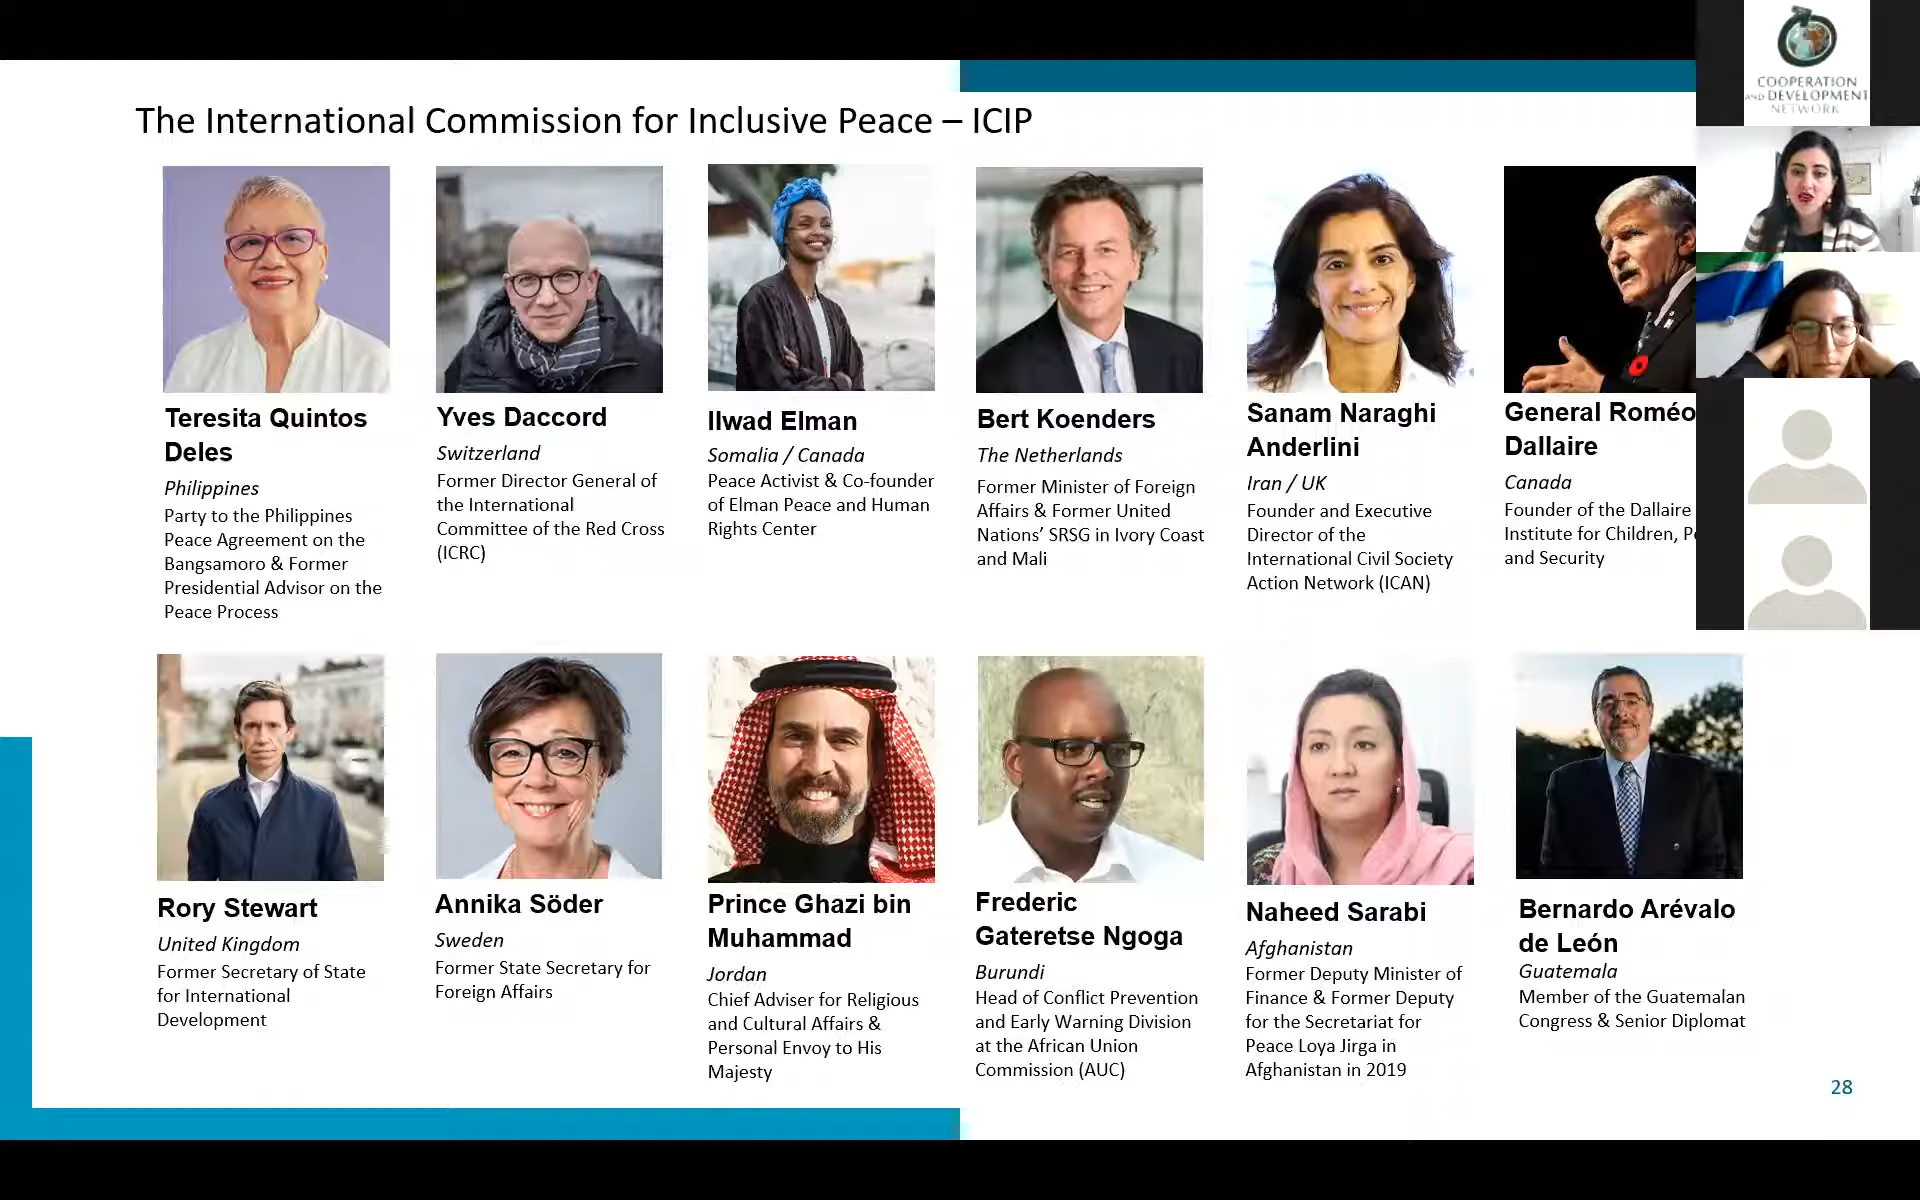 The International Commission for Inclusive Peace – ICIP
COOPERATION
AND DEVELOPMENT
NETWORK
Teresita Quintos
Deles
Philippines
Party to the Philippines
Peace Agreement on the
Bangsamoro & Former
Presidential Advisor on the
Peace Process
Yves Daccord
Switzerland
Former Director General of
the International
Committee of the Red Cross
(ICRC)
Ilwad Elman
Somalia / Canada
Peace Activist & Co-founder
of Elman Peace and Human
Rights Center
Bert Koenders
The Netherlands
Former Minister of Foreign
Affairs & Former United
Nations’ SRSG in Ivory Coast
and Mali
Sanam Naraghi
Anderlini
Iran / UK
Founder and Executive
Director of the
International Civil Society
Action Network (ICAN)
General Roméo
Dallaire
Canada
Founder of the Dallaire
Institute for Children,
and Security
Rory Stewart
United Kingdom
Former Secretary of State
for International
Development
Annika Söder
Sweden
Former State Secretary for
Foreign Affairs
Prince Ghazi bin
Muhammad
Jordan
Chief Adviser for Religious
and Cultural Affairs &
Personal Envoy to His
Majesty
Frederic
Gateretse Ngoga
Burundi
Head of Conflict Prevention
and Early Warning Division
at the African Union
Commission (AUC)
Naheed Sarabi
Afghanistan
Former Deputy Minister of
Finance & Former Deputy
for the Secretariat for
Peace Loya Jirga in
Afghanistan in 2019
Bernardo Arévalo
de León
Guatemala
Member of the Guatemalan
Congress & Senior Diplomat
28